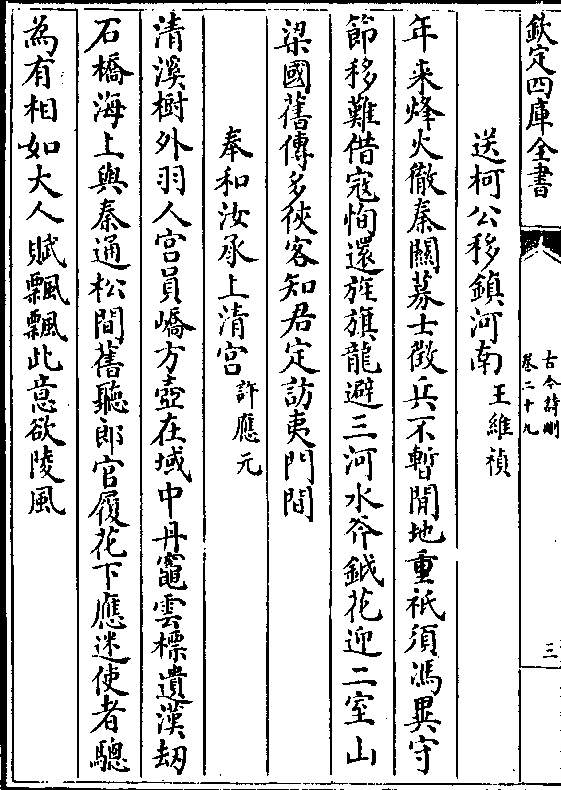 欽定四庫全書
古今詩刪
卷二十九
三
送柯公移鎮河南王維楨
年来烽火徹秦關募士徵兵不暫閒地重祇須馮異守
節移難借寇恂還旌旗龍避三河水斧鉞花迎二室山
梁國舊傳多俠客知君定訪夷門間
奉和汝承上清宮許應元
清溪樹外羽人宮員嶠方壺在域中丹竈雲標遺漢刼
石橋海上與秦通松間舊聽郎官履花下應迷使者驄
為有相如大人賦飄飄此意欲陵風